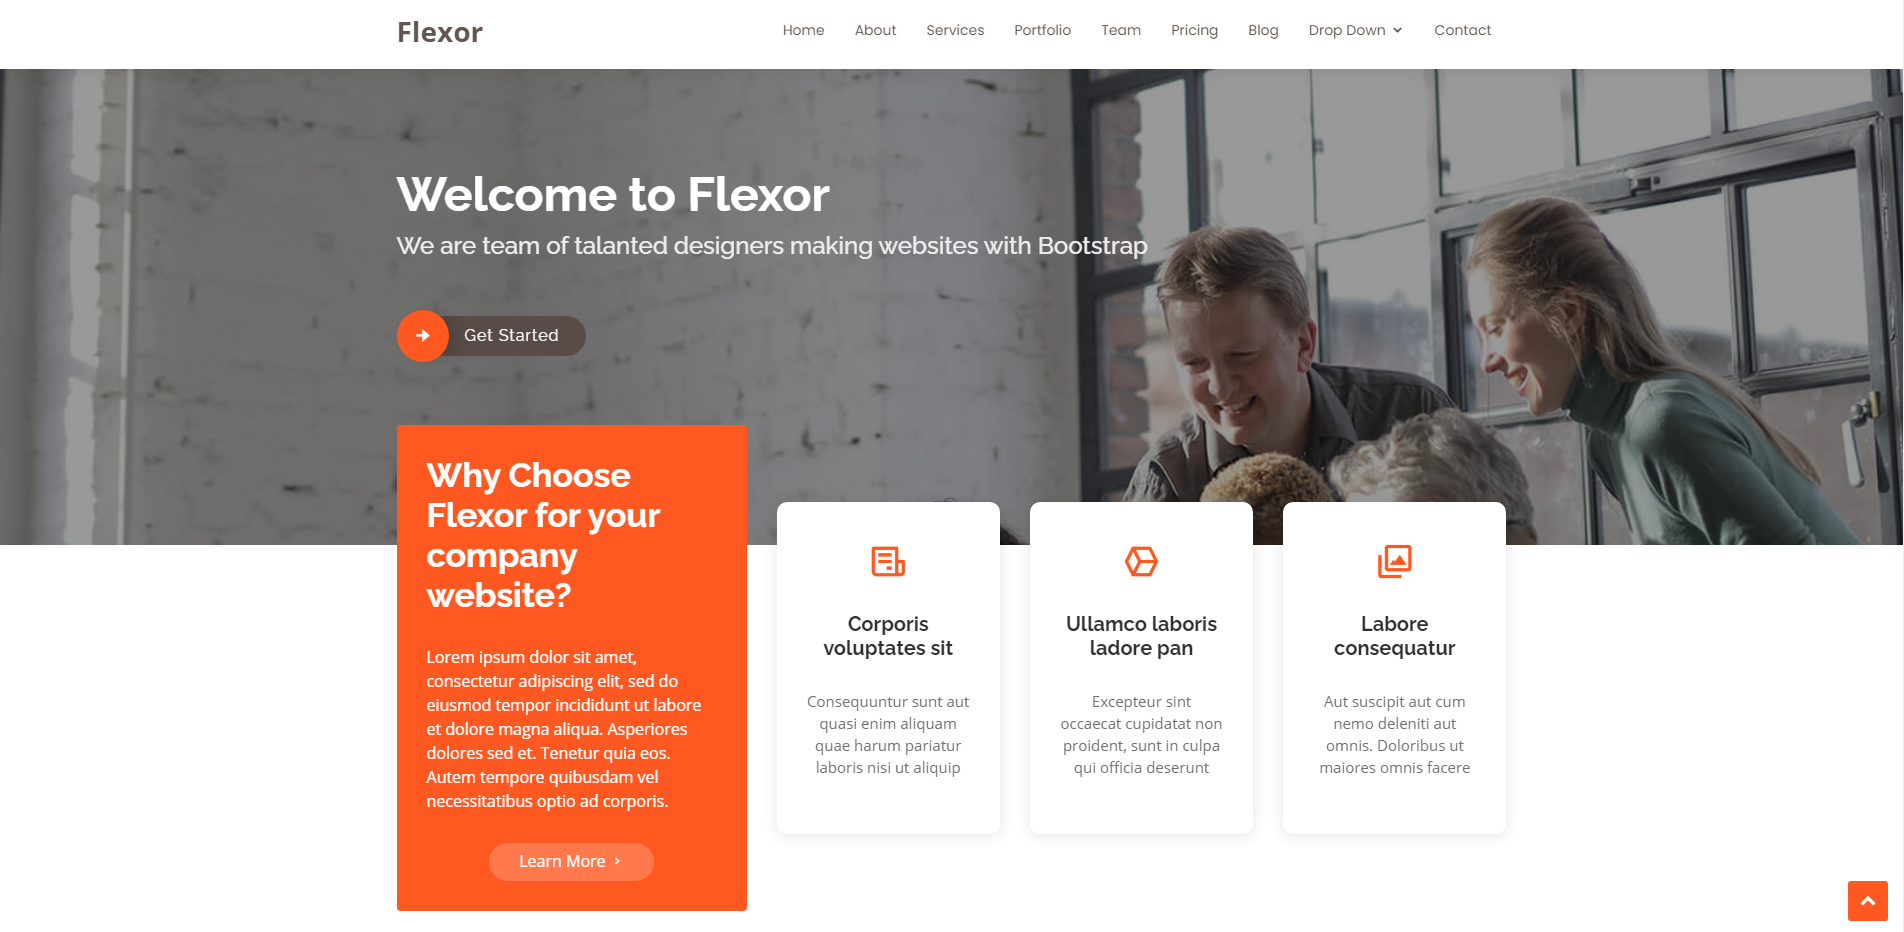 Flexor
Home About Services Portfolio Team Pricing Blog Drop Down Contact
Welcome to Flexor
We are team of talanted designers making websites with Bootstrap
Get Started
Why Choose
Flexor for your
company
website?
Lorem ipsum dolor sit amet,
consectetur adipiscing elit, sed do
eiusmod tempor incididunt ut labore
et dolore magna aliqua. Asperiores
dolores sed et. Tenetur quia eos.
Autem tempore quibusdam vel
necessitatibus optio ad corporis.
Learn More
Corporis
voluptates sit
Consequuntur sunt aut
quasi enim aliquam
quae harum pariatur
laboris nisi ut aliquip
Ullamco laboris
ladore pan
Excepteur sint
occaecat cupidatat non
proident, sunt in culpa
qui officia deserunt
Labore
consequatur
Aut suscipit aut cum
nemo deleniti aut
omnis. Doloribus ut
maiores omnis facere